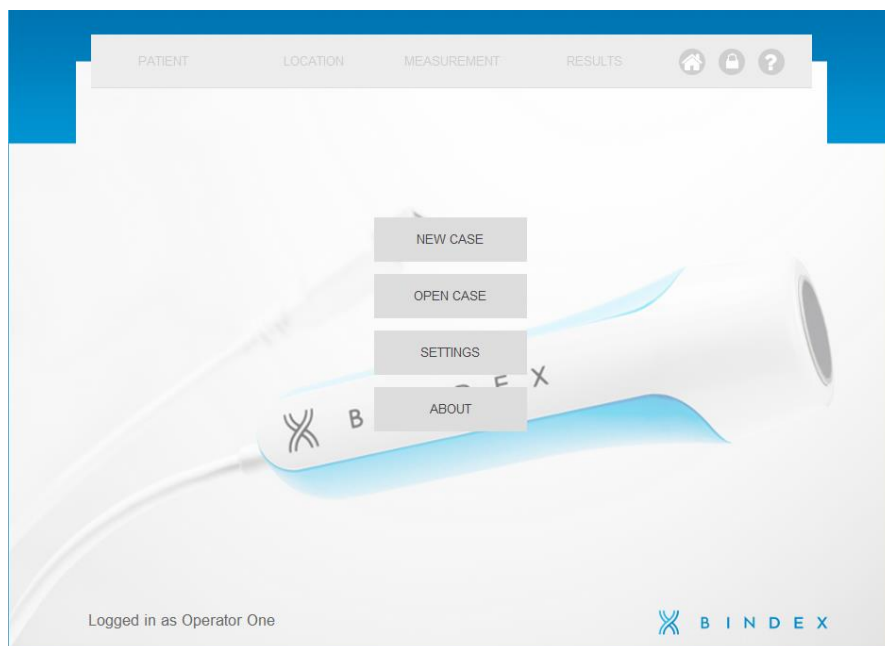 PATIENT LOCATION MEASUREMENT RESULTS ?
NEW CASE
OPEN CASE
SETTINGS
ABOUT
Logged in as Operator One
BINDEX